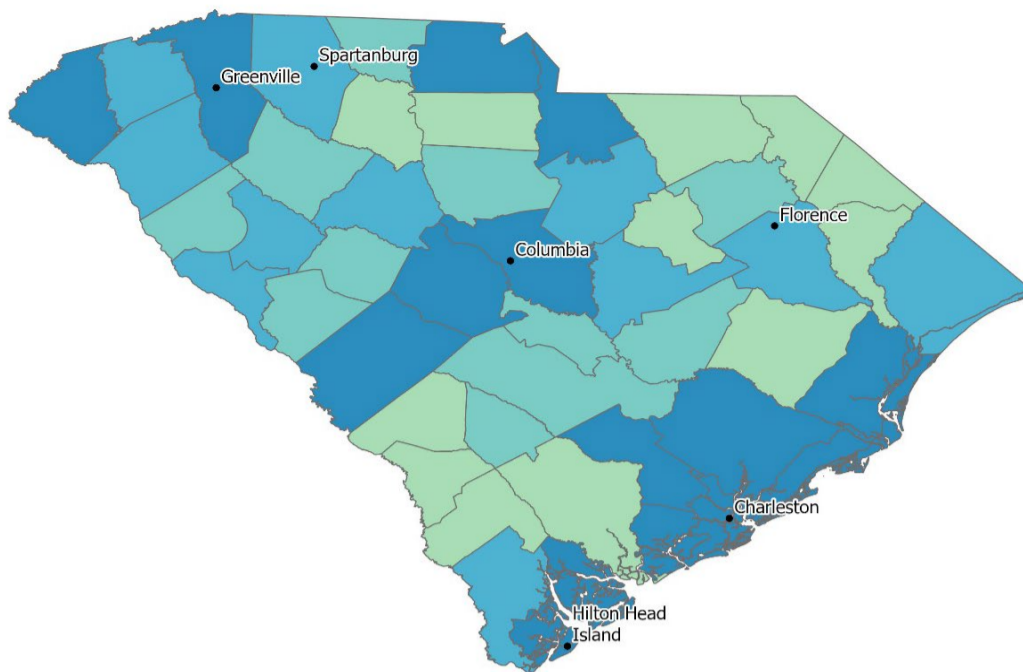 Spartanburg
Greenville
Florence
Columbia
Charleston
Hilton Head
Island